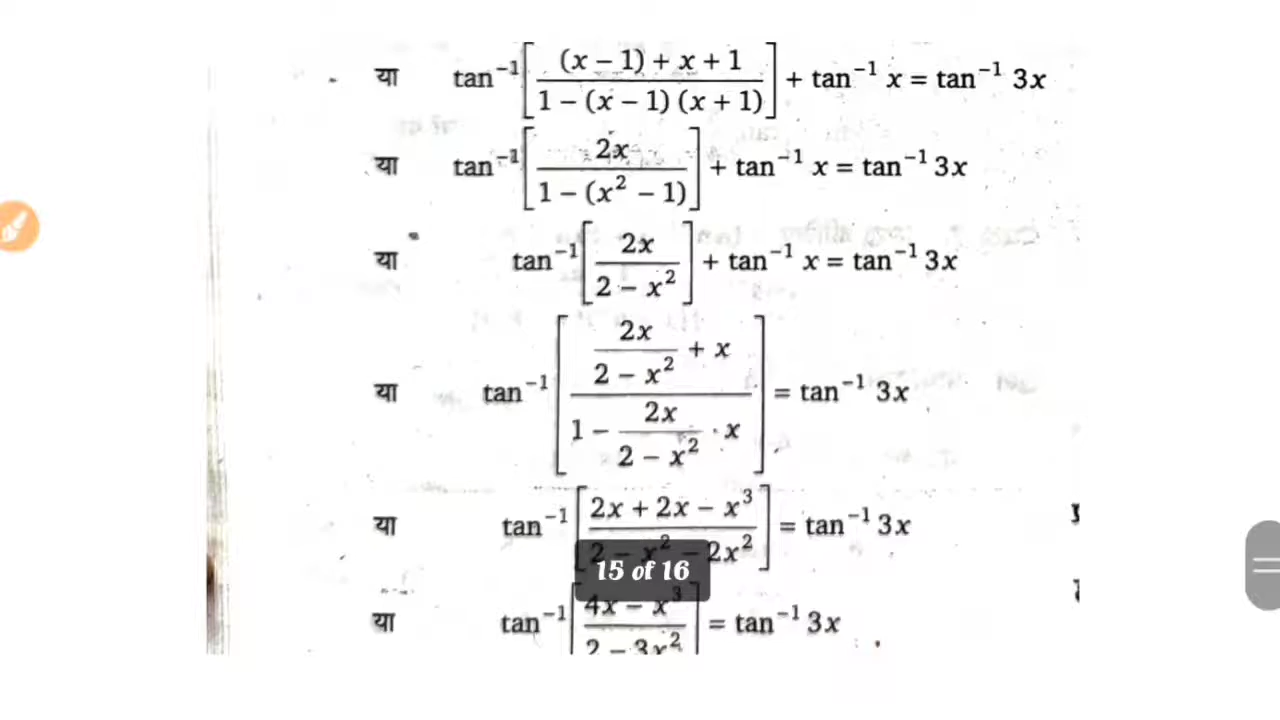 या tan⁻¹[((x − 1) + x + 1)/(1 − (x − 1) (x + 1))] + tan⁻¹ x = tan⁻¹ 3x
या tan⁻¹[2x/(1 − (x² − 1))] + tan⁻¹ x = tan⁻¹ 3x
या tan⁻¹[2x/(2 − x²)] + tan⁻¹ x = tan⁻¹ 3x
या tan⁻¹[(2x/(2 − x²) + x)/(1 − 2x/(2 − x²) · x)] = tan⁻¹ 3x
या tan⁻¹[(2x + 2x − x³)/(2 − x² − 2x²)] = tan⁻¹ 3x
15 of 16
या tan⁻¹[(4x − x³)/(2 − 3x²)] = tan⁻¹ 3x